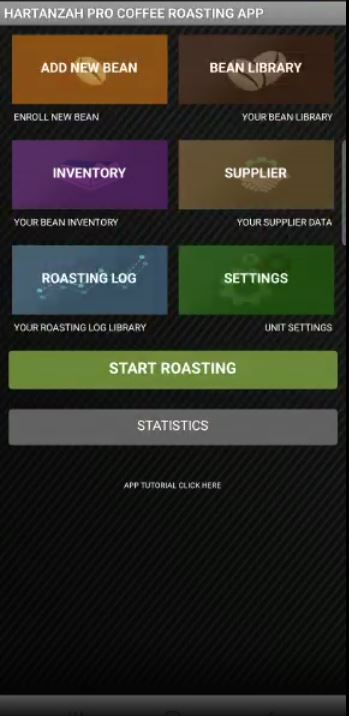 HARTANZAH PRO COFFEE ROASTING APP
ADD NEW BEAN
BEAN LIBRARY
ENROLL NEW BEAN
YOUR BEAN LIBRARY
INVENTORY
SUPPLIER
YOUR BEAN INVENTORY
YOUR SUPPLIER DATA
ROASTING LOG
SETTINGS
YOUR ROASTING LOG LIBRARY
UNIT SETTINGS
START ROASTING
STATISTICS
APP TUTORIAL CLICK HERE